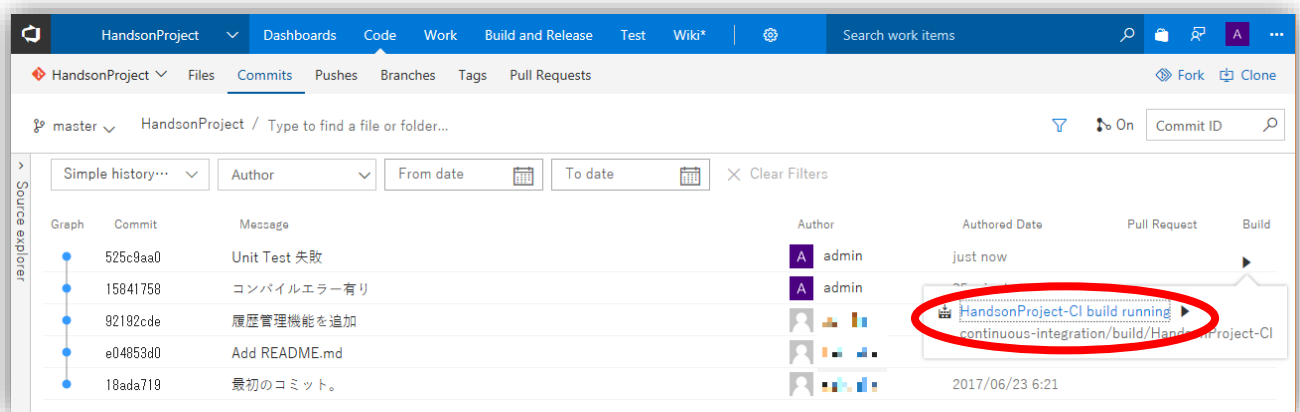 HandsonProject Dashboards Code Work Build and Release Test Wiki* Search work items A
HandsonProject Files Commits Pushes Branches Tags Pull Requests Fork Clone
master HandsonProject / Type to find a file or folder... On Commit ID
Source explorer
Simple history… Author From date To date Clear Filters
Graph Commit Message Author Authored Date Pull Request Build
525c9aa0 Unit Test 失敗 A admin just now
15841758 コンパイルエラー有り A admin
92192cde 履歴管理機能を追加
HandsonProject-CI build running
continuous-integration/build/HandsonProject-CI
e04853d0 Add README.md
18ada719 最初のコミット。 2017/06/23 6:21